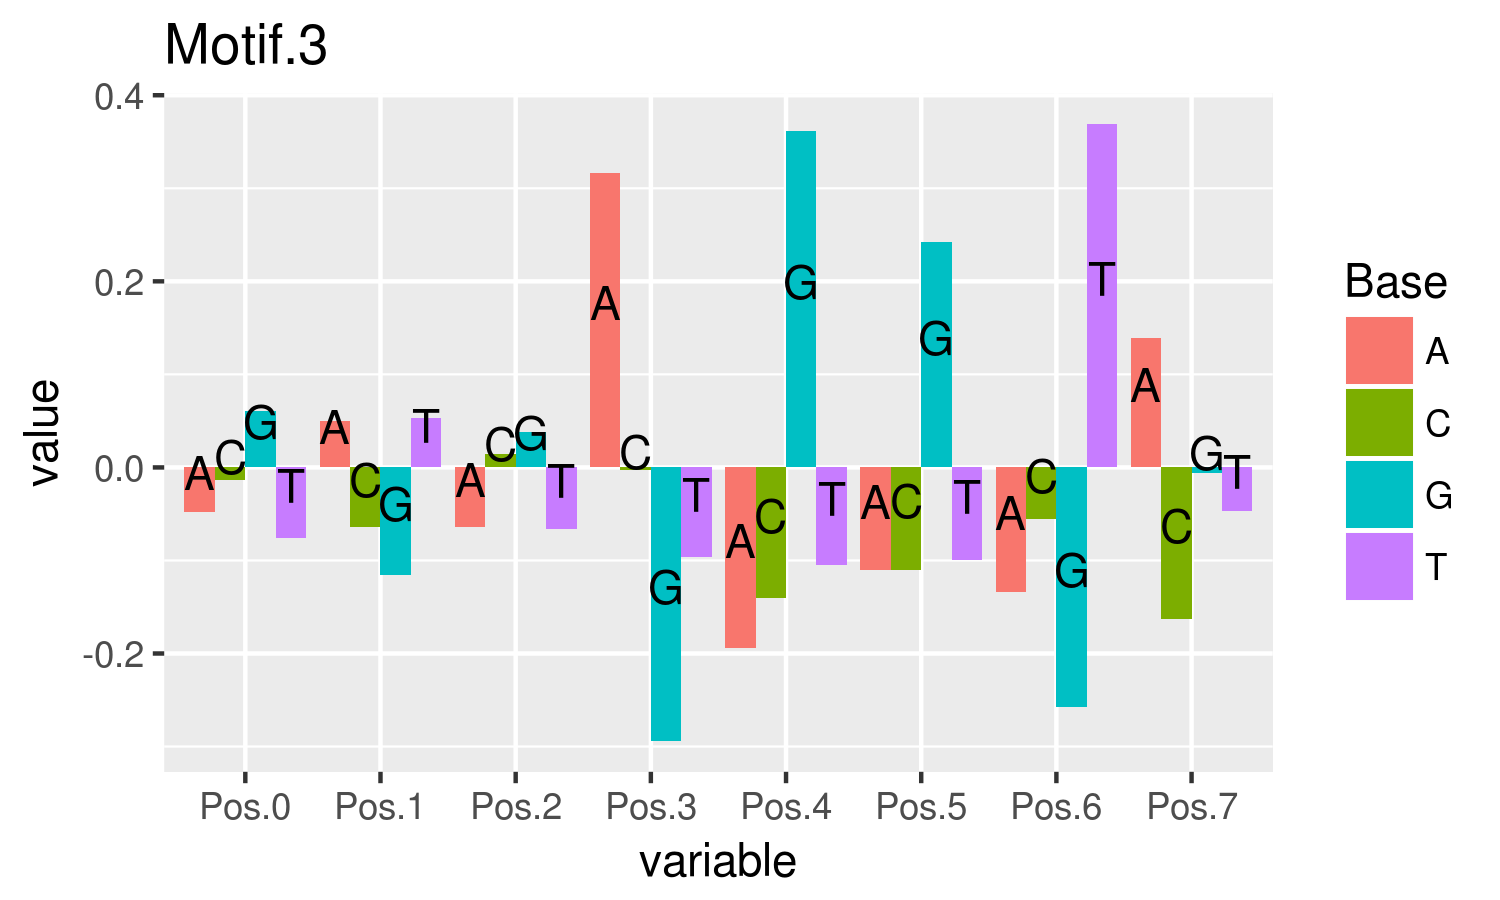 Motif.3
0.4
0.2
0.0
-0.2
value
A C G T A C G T A C G T A C G T A C G T A C G T A C G T A C G T
Pos.0 Pos.1 Pos.2 Pos.3 Pos.4 Pos.5 Pos.6 Pos.7
variable
Base
A
C
G
T